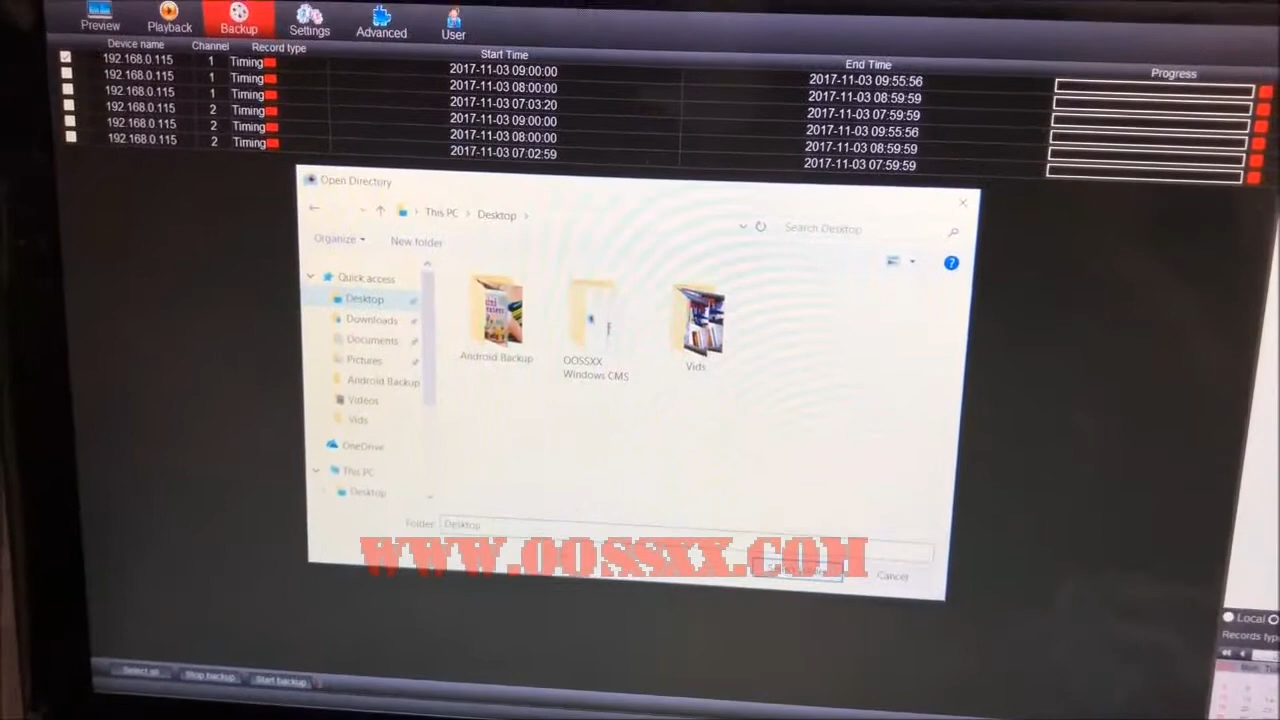 Preview Playback Backup Settings Advanced User
Device name Channel Record type Start Time End Time Progress
192.168.0.115 1 Timing 2017-11-03 09:00:00 2017-11-03 09:55:56
192.168.0.115 1 Timing 2017-11-03 08:00:00 2017-11-03 08:59:59
192.168.0.115 1 Timing 2017-11-03 07:03:20 2017-11-03 07:59:59
192.168.0.115 2 Timing 2017-11-03 09:00:00 2017-11-03 09:55:56
192.168.0.115 2 Timing 2017-11-03 08:00:00 2017-11-03 08:59:59
192.168.0.115 2 Timing 2017-11-03 07:02:59 2017-11-03 07:59:59
Open Directory
This PC > Desktop >
Search Desktop
Organize
New folder
Quick access
Desktop
Downloads
Documents
Pictures
Android Backup
Videos
Vids
OneDrive
This PC
Desktop
Android Backup
OOSSXX
Windows CMS
Vids
Folder: Desktop
Cancel
WWW.OOSSXX.COM
Select all Stop backup Start backup
Local
Records type
Mon